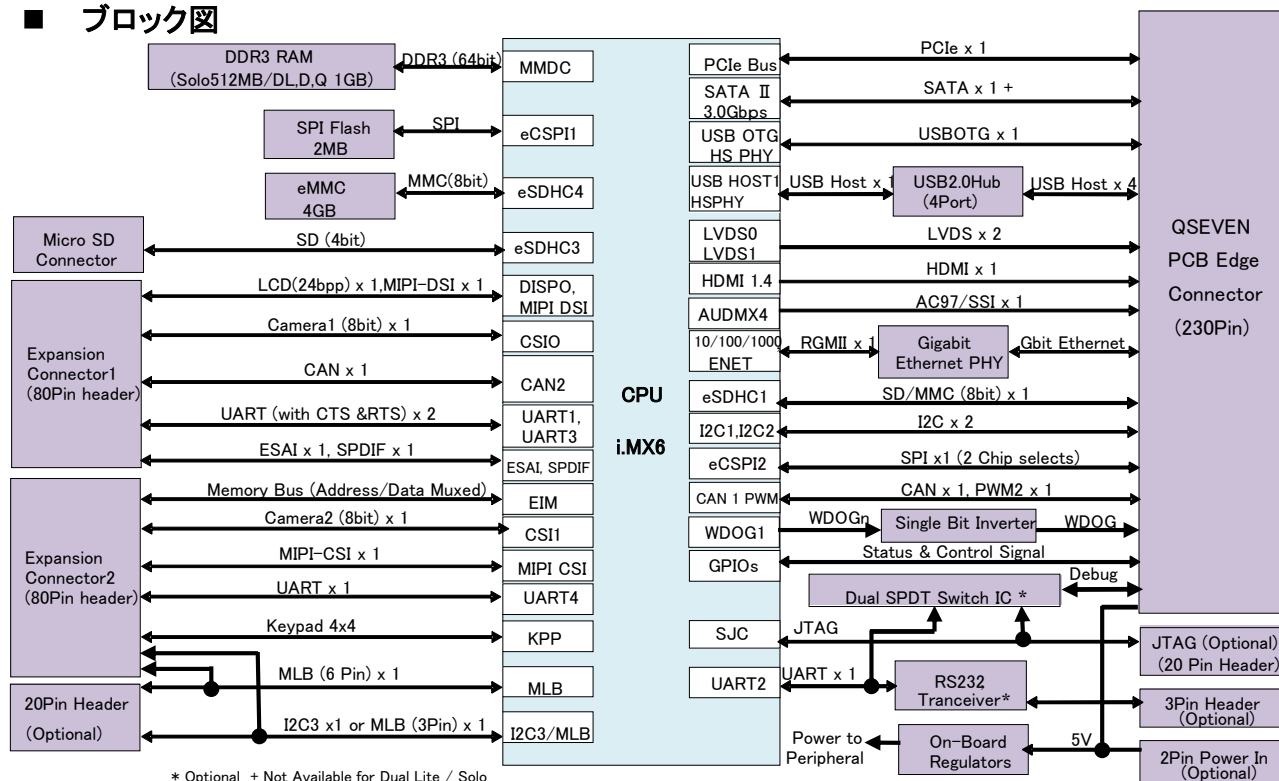 ■ ブロック図
DDR3 RAM
(Solo512MB/DL,D,Q 1GB)
DDR3 (64bit)
MMDC
SPI Flash
2MB
SPI
eCSPI1
eMMC
4GB
MMC(8bit)
eSDHC4
Micro SD
Connector
SD (4bit)
eSDHC3
Expansion
Connector1
(80Pin header)
LCD(24bpp) x 1,MIPI-DSI x 1
DISPO,
MIPI DSI
Camera1 (8bit) x 1
CSIO
CAN x 1
CAN2
UART (with CTS &RTS) x 2
UART1,
UART3
ESAI x 1, SPDIF x 1
ESAI, SPDIF
Expansion
Connector2
(80Pin header)
Memory Bus (Address/Data Muxed)
EIM
Camera2 (8bit) x 1
CSI1
MIPI-CSI x 1
MIPI CSI
UART x 1
UART4
Keypad 4x4
KPP
MLB (6 Pin) x 1
MLB
20Pin Header
(Optional)
I2C3 x1 or MLB (3Pin) x 1
I2C3/MLB
* Optional + Not Available for Dual Lite / Solo
CPU
i.MX6
PCIe Bus
PCIe x 1
SATA Ⅱ
3.0Gbps
SATA x 1 +
USB OTG
HS PHY
USBOTG x 1
USB HOST1
HSPHY
USB Host x 1
USB2.0Hub
(4Port)
USB Host x 4
LVDS0
LVDS1
LVDS x 2
HDMI 1.4
HDMI x 1
AUDMX4
AC97/SSI x 1
10/100/1000
ENET
RGMII x 1
Gigabit
Ethernet PHY
Gbit Ethernet
eSDHC1
SD/MMC (8bit) x 1
I2C1,I2C2
I2C x 2
eCSPI2
SPI x1 (2 Chip selects)
CAN 1 PWM
CAN x 1, PWM2 x 1
WDOG1
WDOGn
Single Bit Inverter
WDOG
GPIOs
Status & Control Signal
Dual SPDT Switch IC *
Debug
SJC
JTAG
UART2
UART x 1
RS232
Tranceiver*
Power to
Peripheral
On-Board
Regulators
5V
QSEVEN
PCB Edge
Connector
(230Pin)
JTAG (Optional)
(20 Pin Header)
3Pin Header
(Optional)
2Pin Power In
(Optional)